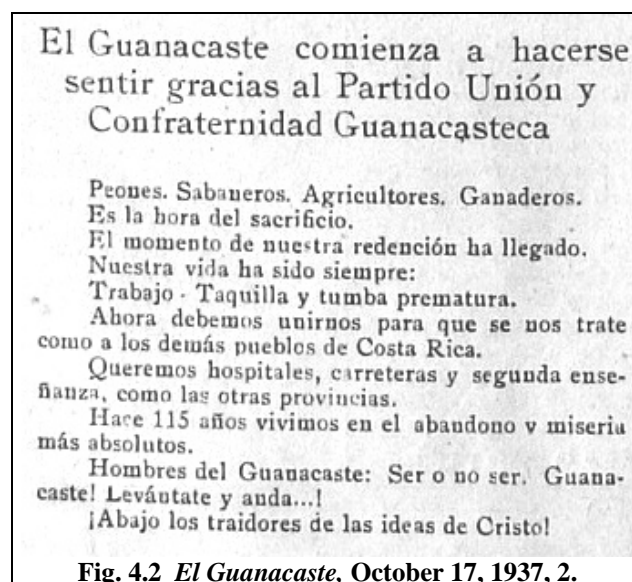 El Guanacaste comienza a hacerse
sentir gracias al Partido Unión y
Confraternidad Guanacasteca
Peones. Sabaneros. Agricultores. Ganaderos.
Es la hora del sacrificio.
El momento de nuestra redención ha llegado.
Nuestra vida ha sido siempre:
Trabajo - Taquilla y tumba prematura.
Ahora debemos unirnos para que se nos trate
como a los demás pueblos de Costa Rica.
Queremos hospitales, carreteras y segunda ense-
ñanza, como las otras provincias.
Hace 115 años vivimos en el abandono y miseria
más absolutos.
Hombres del Guanacaste: Ser o no ser. Guana-
caste! Levántate y anda...!
¡Abajo los traidores de las ideas de Cristo!
Fig. 4.2 El Guanacaste, October 17, 1937, 2.